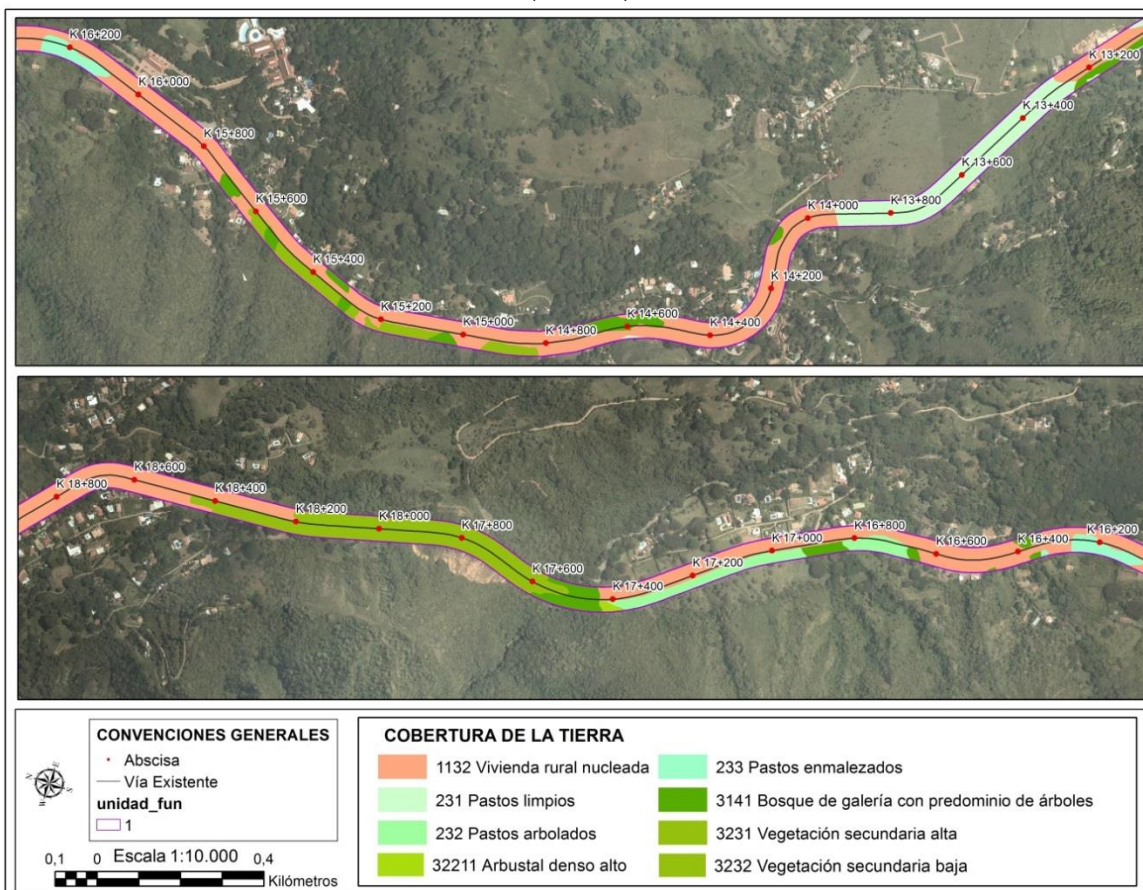 K 16+200
K 16+000
K 15+800
K 15+600
K 15+400
K 15+200
K 15+000
K 14+800
K 14+600
K 14+400
K 14+200
K 14+000
K 13+800
K 13+600
K 13+400
K 13+200
K 18+800
K 18+600
K 18+400
K 18+200
K 18+000
K 17+800
K 17+600
K 17+400
K 17+200
K 17+000
K 16+800
K 16+600
K 16+400
K 16+200
N
E
W
S
CONVENCIONES GENERALES
Abscisa
Vía Existente
unidad_fun
1
0,1 0 Escala 1:10.000 0,4
Kilómetros
COBERTURA DE LA TIERRA
1132 Vivienda rural nucleada
231 Pastos limpios
232 Pastos arbolados
32211 Arbustal denso alto
233 Pastos enmalezados
3141 Bosque de galería con predominio de árboles
3231 Vegetación secundaria alta
3232 Vegetación secundaria baja